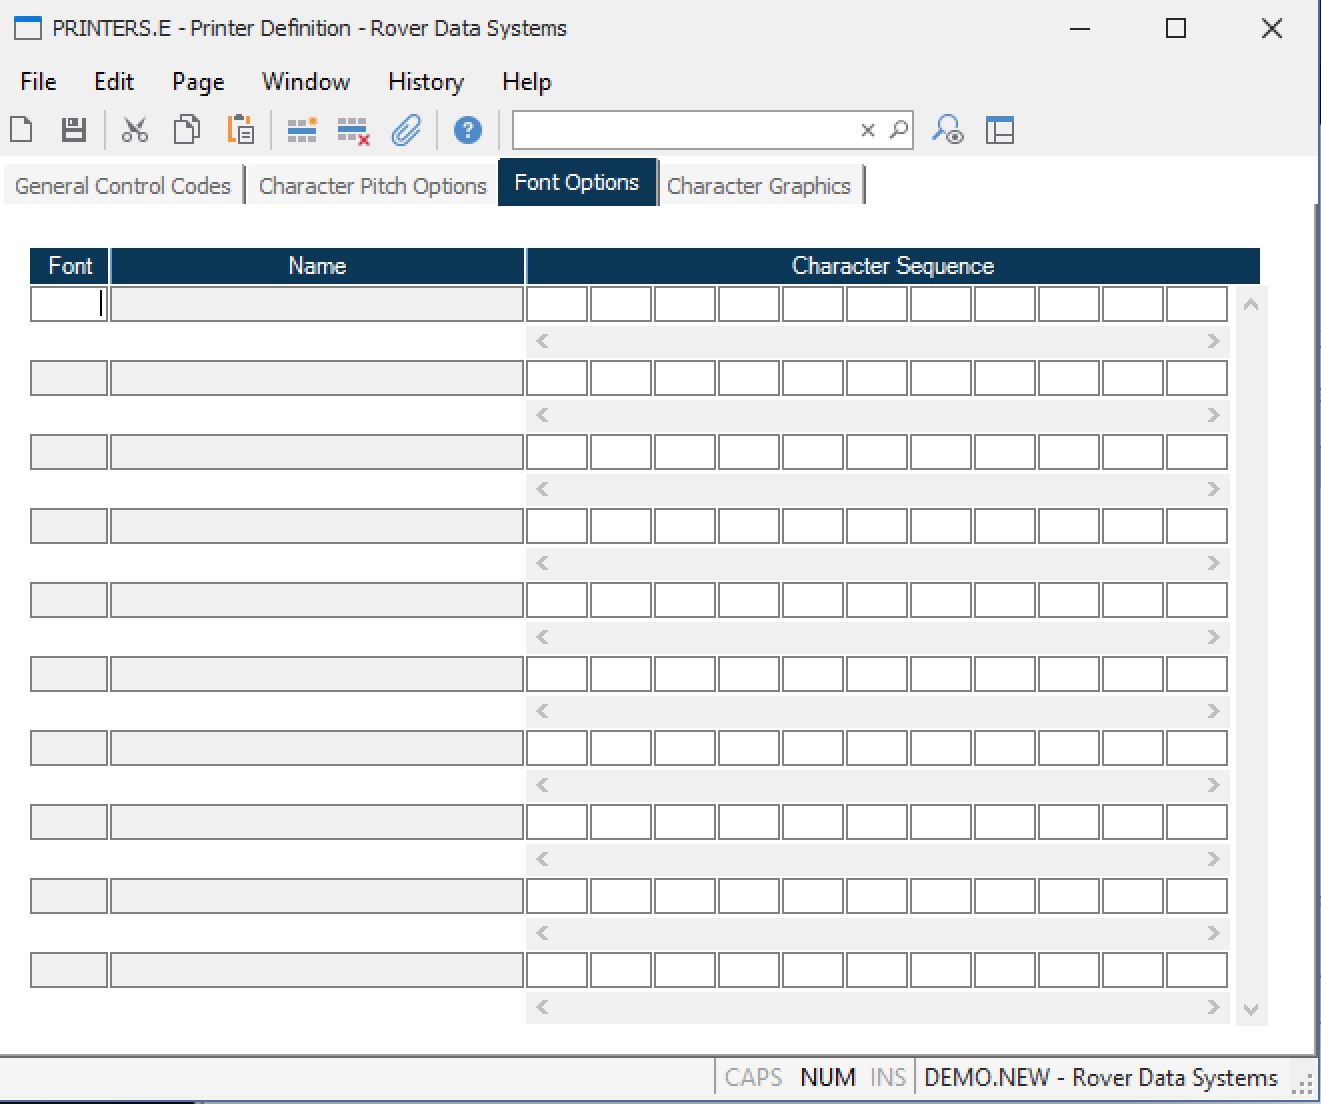 PRINTERS.E - Printer Definition - Rover Data Systems
File Edit Page Window History Help
General Control Codes Character Pitch Options Font Options Character Graphics
Font Name Character Sequence
CAPS NUM INS DEMO.NEW - Rover Data Systems